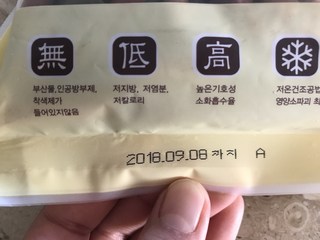 無 低 高
부산물,인공방부제, 저지방, 저염분, 높은기호성 저온건조공법
착색제가 저칼로리 소화흡수율 영양소파괴 최
들어있지않음
2018.09.08 까지 A